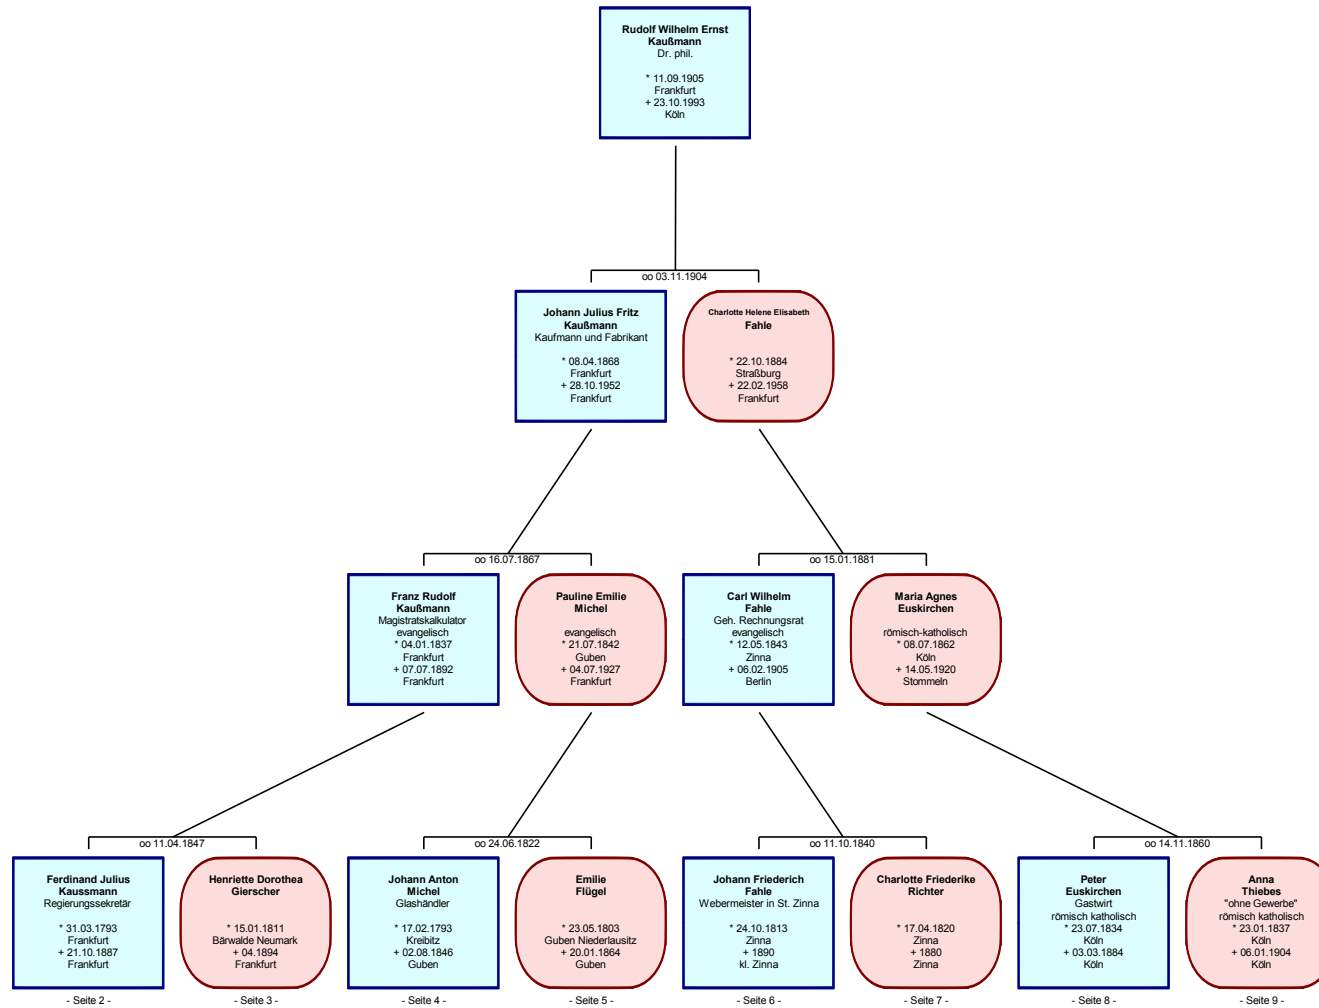 Rudolf Wilhelm Ernst
Kaußmann
Dr. phil.
* 11.09.1905
Frankfurt
+ 23.10.1993
Köln
oo 03.11.1904
Johann Julius Fritz
Kaußmann
Kaufmann und Fabrikant
* 08.04.1868
Frankfurt
+ 28.10.1952
Frankfurt
Charlotte Helene Elisabeth
Fahle
* 22.10.1884
Straßburg
+ 22.02.1958
Frankfurt
oo 16.07.1867
oo 15.01.1881
Franz Rudolf
Kaußmann
Magistratskalkulator
evangelisch
* 04.01.1837
Frankfurt
+ 07.07.1892
Frankfurt
Pauline Emilie
Michel
evangelisch
* 21.07.1842
Guben
+ 04.07.1927
Frankfurt
Carl Wilhelm
Fahle
Geh. Rechnungsrat
evangelisch
* 12.05.1843
Zinna
+ 06.02.1905
Berlin
Maria Agnes
Euskirchen
römisch-katholisch
* 08.07.1862
Köln
+ 14.05.1920
Stommeln
oo 11.04.1847
oo 24.06.1822
oo 11.10.1840
oo 14.11.1860
Ferdinand Julius
Kaussmann
Regierungssekretär
* 31.03.1793
Frankfurt
+ 21.10.1887
Frankfurt
Henriette Dorothea
Gierscher
* 15.01.1811
Bärwalde Neumark
+ 04.1894
Frankfurt
Johann Anton
Michel
Glashändler
* 17.02.1793
Kreibitz
+ 02.08.1846
Guben
Emilie
Flügel
* 23.05.1803
Guben Niederlausitz
+ 20.01.1864
Guben
Johann Friederich
Fahle
Webermeister in St. Zinna
* 24.10.1813
Zinna
+ 1890
kl. Zinna
Charlotte Friederike
Richter
* 17.04.1820
Zinna
+ 1880
Zinna
Peter
Euskirchen
Gastwirt
römisch katholisch
* 23.07.1834
Köln
+ 03.03.1884
Köln
Anna
Thiebes
"ohne Gewerbe"
römisch katholisch
* 23.01.1837
Köln
+ 06.01.1904
Köln
- Seite 2 -
- Seite 3 -
- Seite 4 -
- Seite 5 -
- Seite 6 -
- Seite 7 -
- Seite 8 -
- Seite 9 -